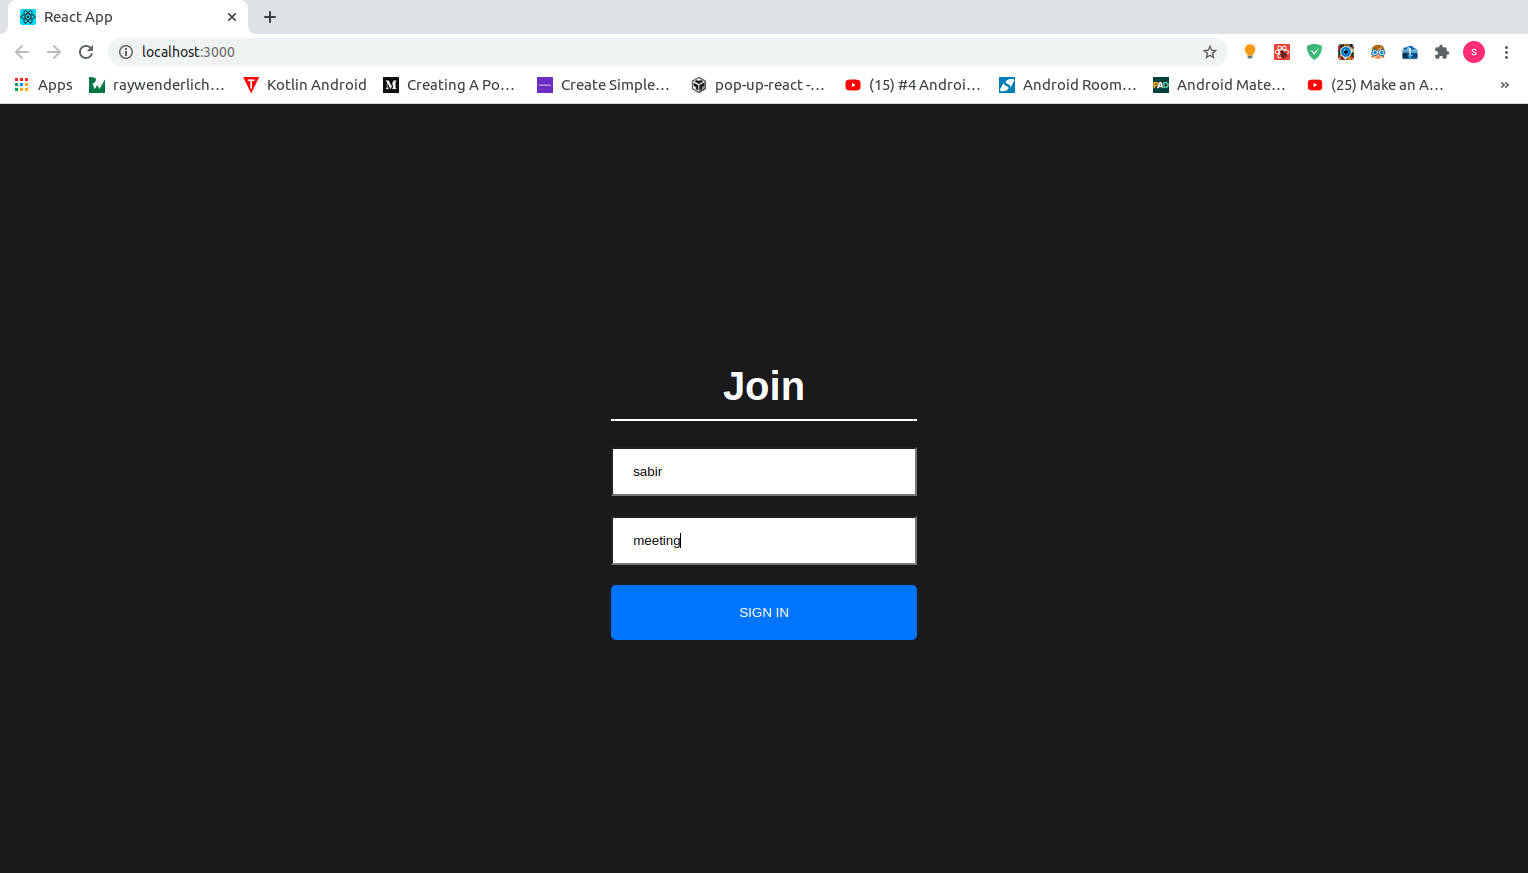 React App
localhost:3000
S
Apps raywenderlich... Kotlin Android M Creating A Po... Create Simple... pop-up-react -... (15) #4 Androi... Android Room... PAD Android Mate... (25) Make an A... »
Join
sabir
meeting
SIGN IN